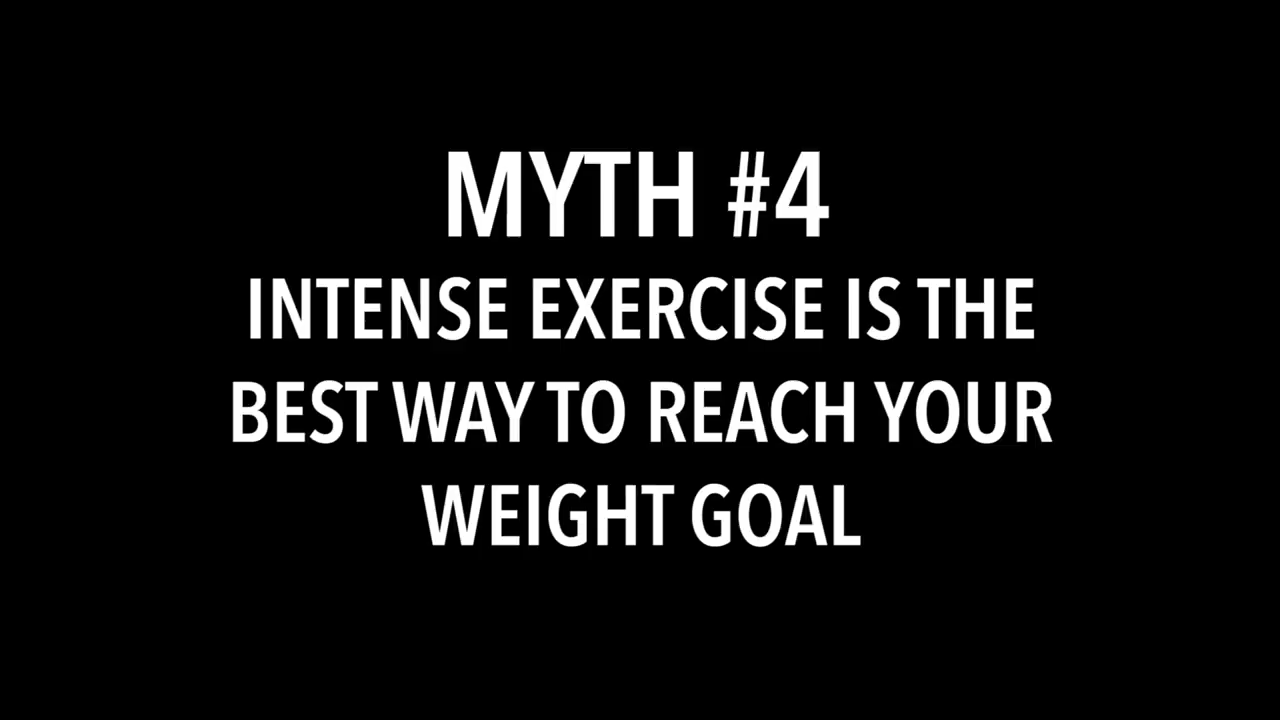 MYTH #4
INTENSE EXERCISE IS THE
BEST WAY TO REACH YOUR
WEIGHT GOAL